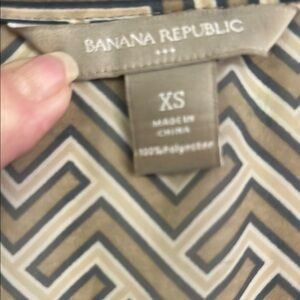 BANANA REPUBLIC
XS
MADE IN
CHINA
100% Polyester